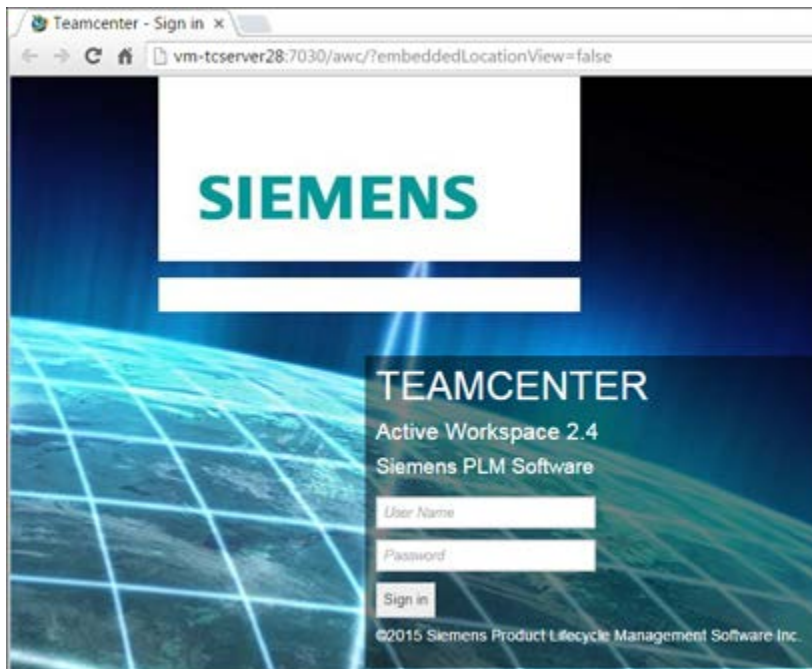 Teamcenter - Sign in ×
vm-tcserver28:7030/awc/?embeddedLocationView=false
SIEMENS
TEAMCENTER
Active Workspace 2.4
Siemens PLM Software
User Name
Password
Sign in
©2015 Siemens Product Lifecycle Management Software Inc.